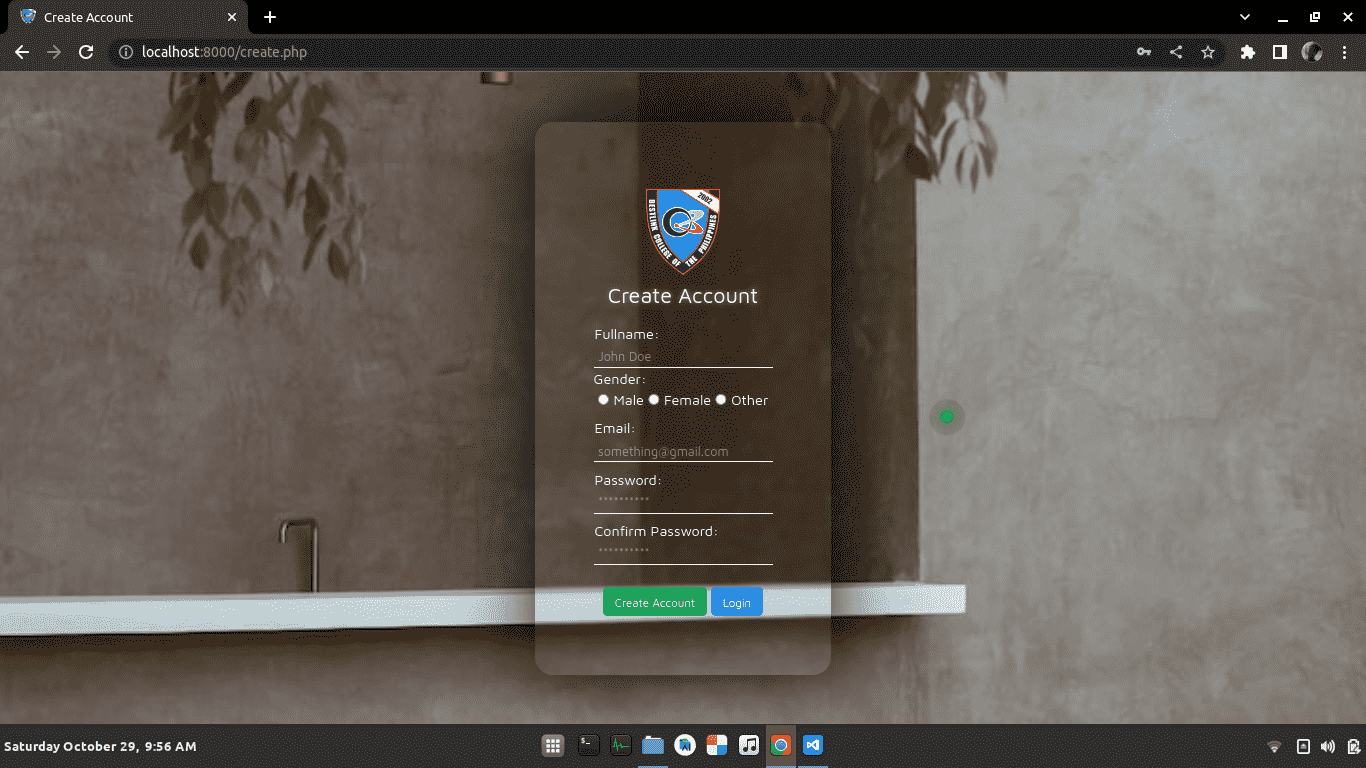 Create Account
localhost:8000/create.php
2002
BESTLINK COLLEGE OF THE PHILIPPINES
Create Account
Fullname:
John Doe
Gender:
Male Female Other
Email:
something@gmail.com
Password:
••••••••••
Confirm Password:
••••••••••
Create Account Login
Saturday October 29, 9:56 AM